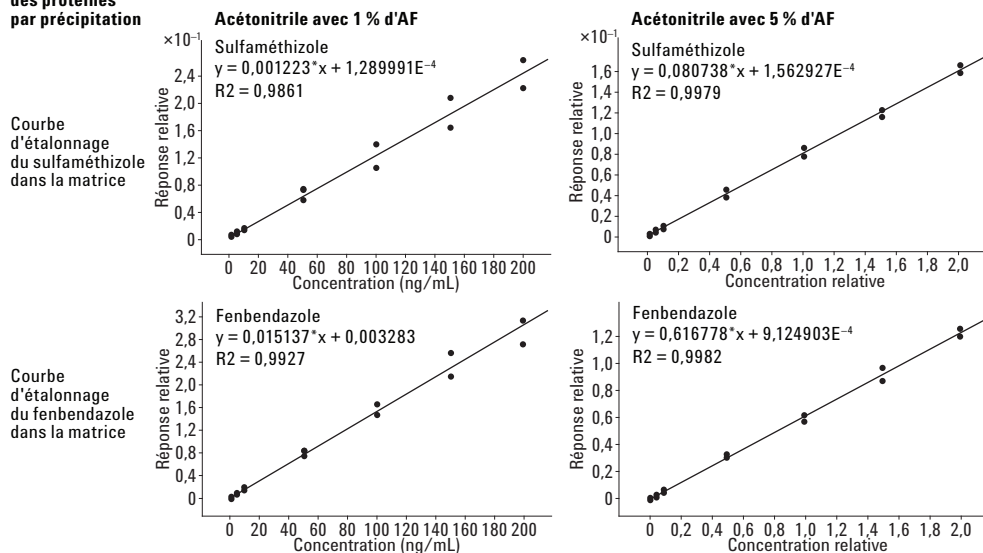 des protéines
par précipitation
Acétonitrile avec 1 % d'AF
Acétonitrile avec 5 % d'AF
Courbe
d'étalonnage
du sulfaméthizole
dans la matrice
×10⁻¹
Sulfaméthizole
y = 0,001223*x + 1,289991E⁻⁴
R2 = 0,9861
Réponse relative
2,4
2,0
1,6
1,2
0,8
0,4
0
0 20 40 60 80 100 120 140 160 180 200
Concentration (ng/mL)
×10⁻¹
Sulfaméthizole
y = 0,080738*x + 1,562927E⁻⁴
R2 = 0,9979
Réponse relative
1,6
1,4
1,2
1,0
0,8
0,6
0,4
0,2
0
0 0,2 0,4 0,6 0,8 1,0 1,2 1,4 1,6 1,8 2,0
Concentration relative
Courbe
d'étalonnage
du fenbendazole
dans la matrice
Fenbendazole
y = 0,015137*x + 0,003283
R2 = 0,9927
Réponse relative
3,2
2,8
2,4
2,0
1,6
1,2
0,8
0,4
0
0 20 40 60 80 100 120 140 160 180 200
Concentration (ng/mL)
Fenbendazole
y = 0,616778*x + 9,124903E⁻⁴
R2 = 0,9982
Réponse relative
1,2
1,0
0,8
0,6
0,4
0,2
0
0 0,2 0,4 0,6 0,8 1,0 1,2 1,4 1,6 1,8 2,0
Concentration relative